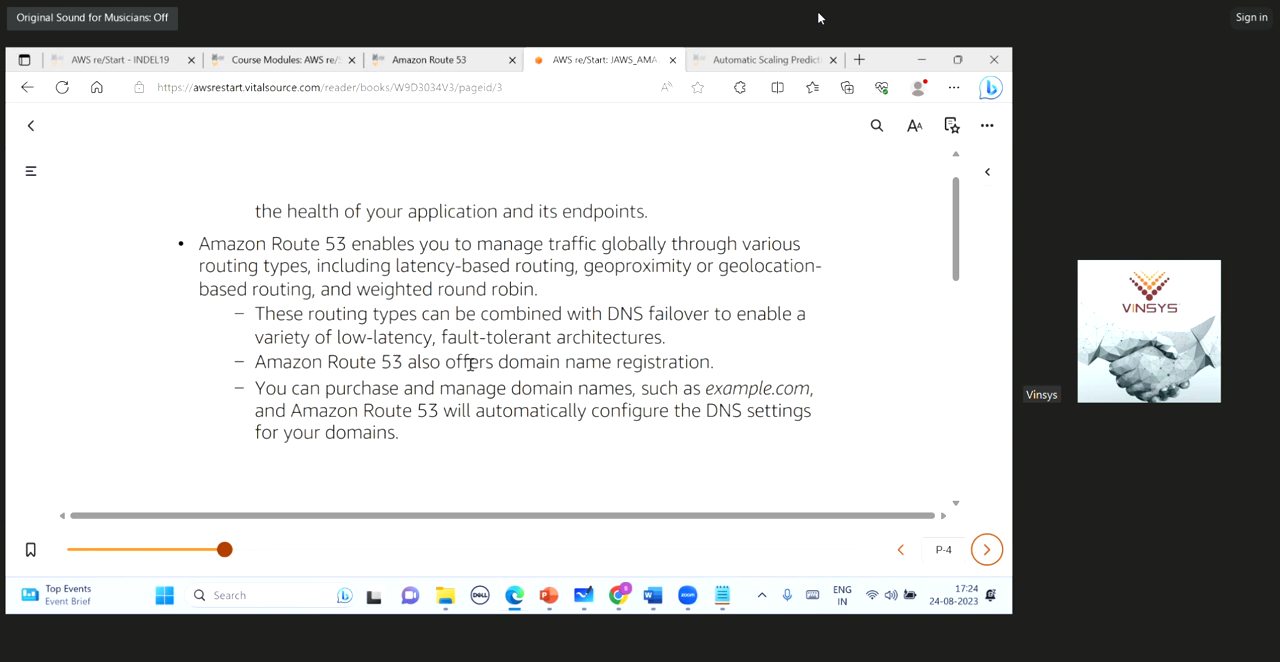 Original Sound for Musicians: Off
Sign in
AWS re/Start - INDEL19
Course Modules: AWS re/
Amazon Route 53
AWS re/Start: JAWS_AMA
Automatic Scaling Predict
https://awsrestart.vitalsource.com/reader/books/W9D3034V3/pageid/3
the health of your application and its endpoints.
• Amazon Route 53 enables you to manage traffic globally through various
routing types, including latency-based routing, geoproximity or geolocation-
based routing, and weighted round robin.
– These routing types can be combined with DNS failover to enable a
variety of low-latency, fault-tolerant architectures.
– Amazon Route 53 also offers domain name registration.
– You can purchase and manage domain names, such as example.com,
and Amazon Route 53 will automatically configure the DNS settings
for your domains.
VINSYS
Vinsys
P-4
Top Events
Event Brief
Search
DELL
zoom
ENG
IN
17:24
24-08-2023